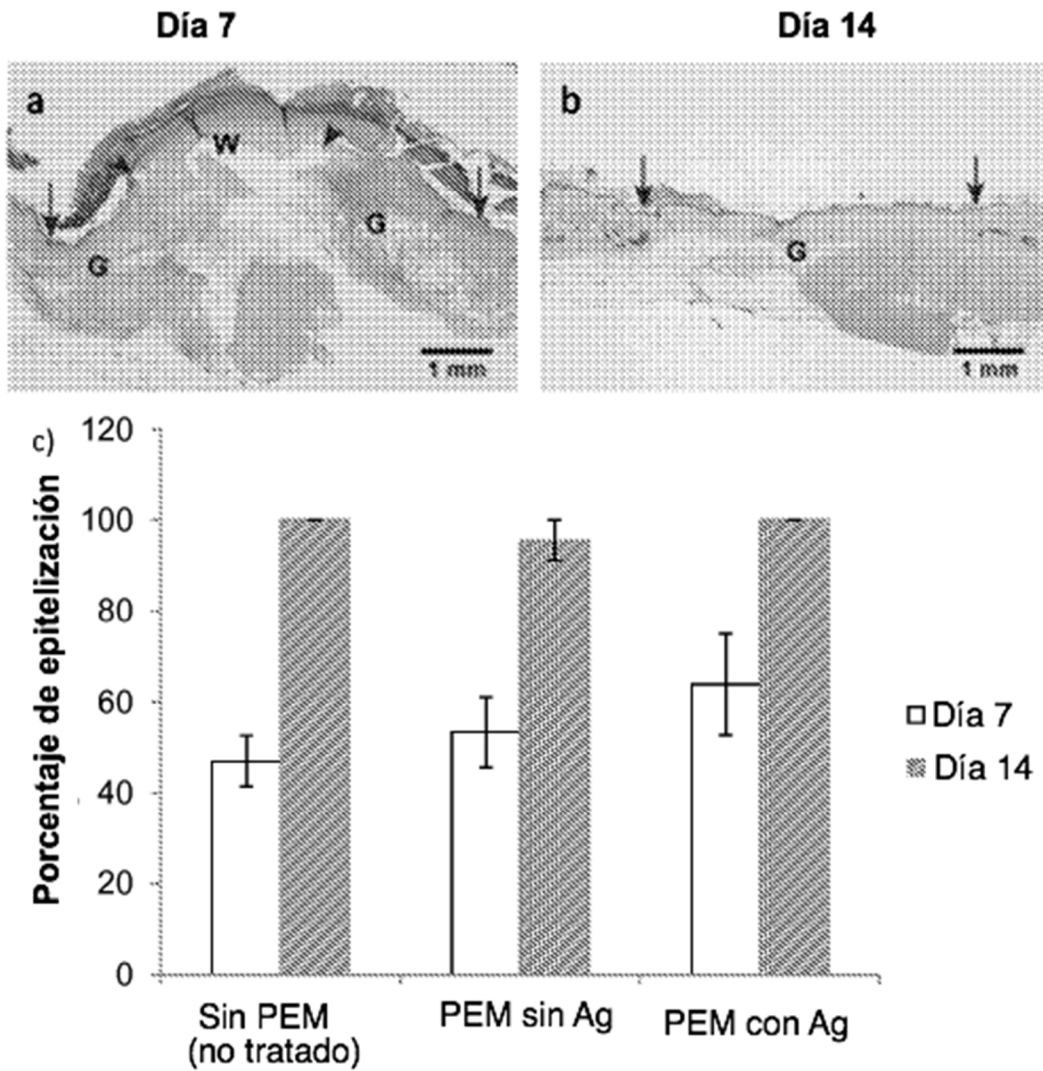 Día 7
Día 14
a
W
G
G
1 mm
b
G
1 mm
c)
Porcentaje de epitelización
120
100
80
60
40
20
0
Sin PEM
(no tratado)
PEM sin Ag
PEM con Ag
Día 7
Día 14